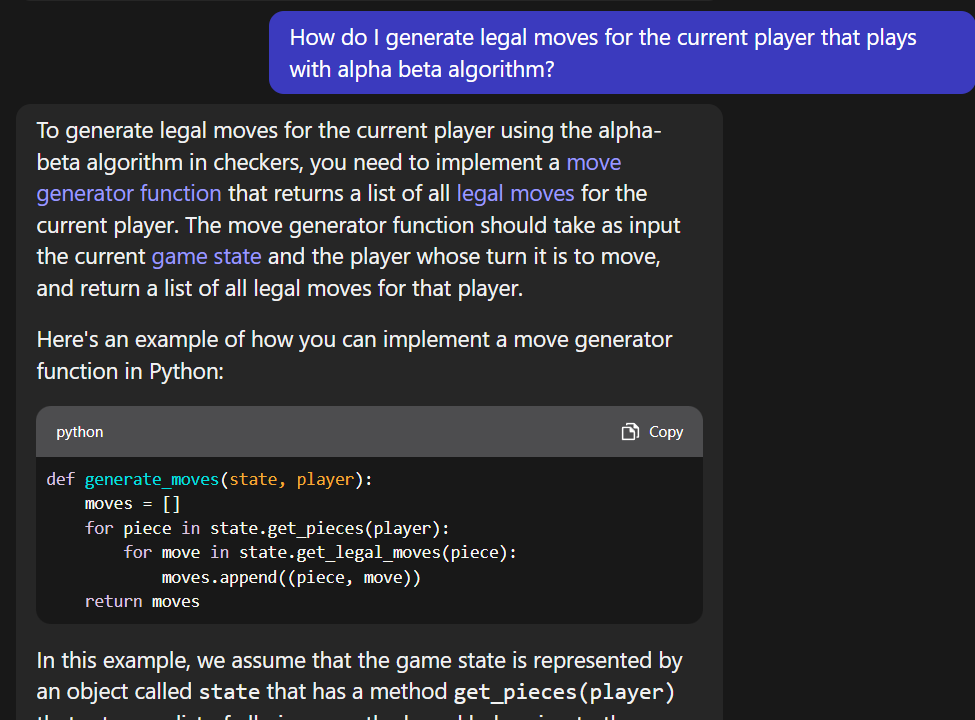 How do I generate legal moves for the current player that plays
with alpha beta algorithm?
To generate legal moves for the current player using the alpha-
beta algorithm in checkers, you need to implement a move
generator function that returns a list of all legal moves for the
current player. The move generator function should take as input
the current game state and the player whose turn it is to move,
and return a list of all legal moves for that player.
Here's an example of how you can implement a move generator
function in Python:
python
Copy
def generate_moves(state, player):
    moves = []
    for piece in state.get_pieces(player):
        for move in state.get_legal_moves(piece):
            moves.append((piece, move))
    return moves
In this example, we assume that the game state is represented by
an object called state that has a method get_pieces(player)